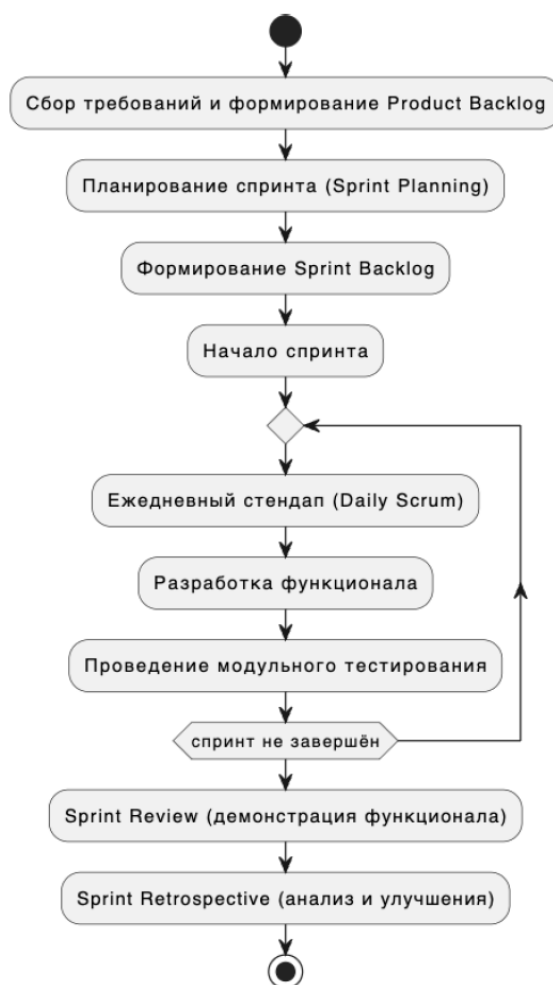 Сбор требований и формирование Product Backlog
Планирование спринта (Sprint Planning)
Формирование Sprint Backlog
Начало спринта
Ежедневный стендап (Daily Scrum)
Разработка функционала
Проведение модульного тестирования
спринт не завершён
Sprint Review (демонстрация функционала)
Sprint Retrospective (анализ и улучшения)